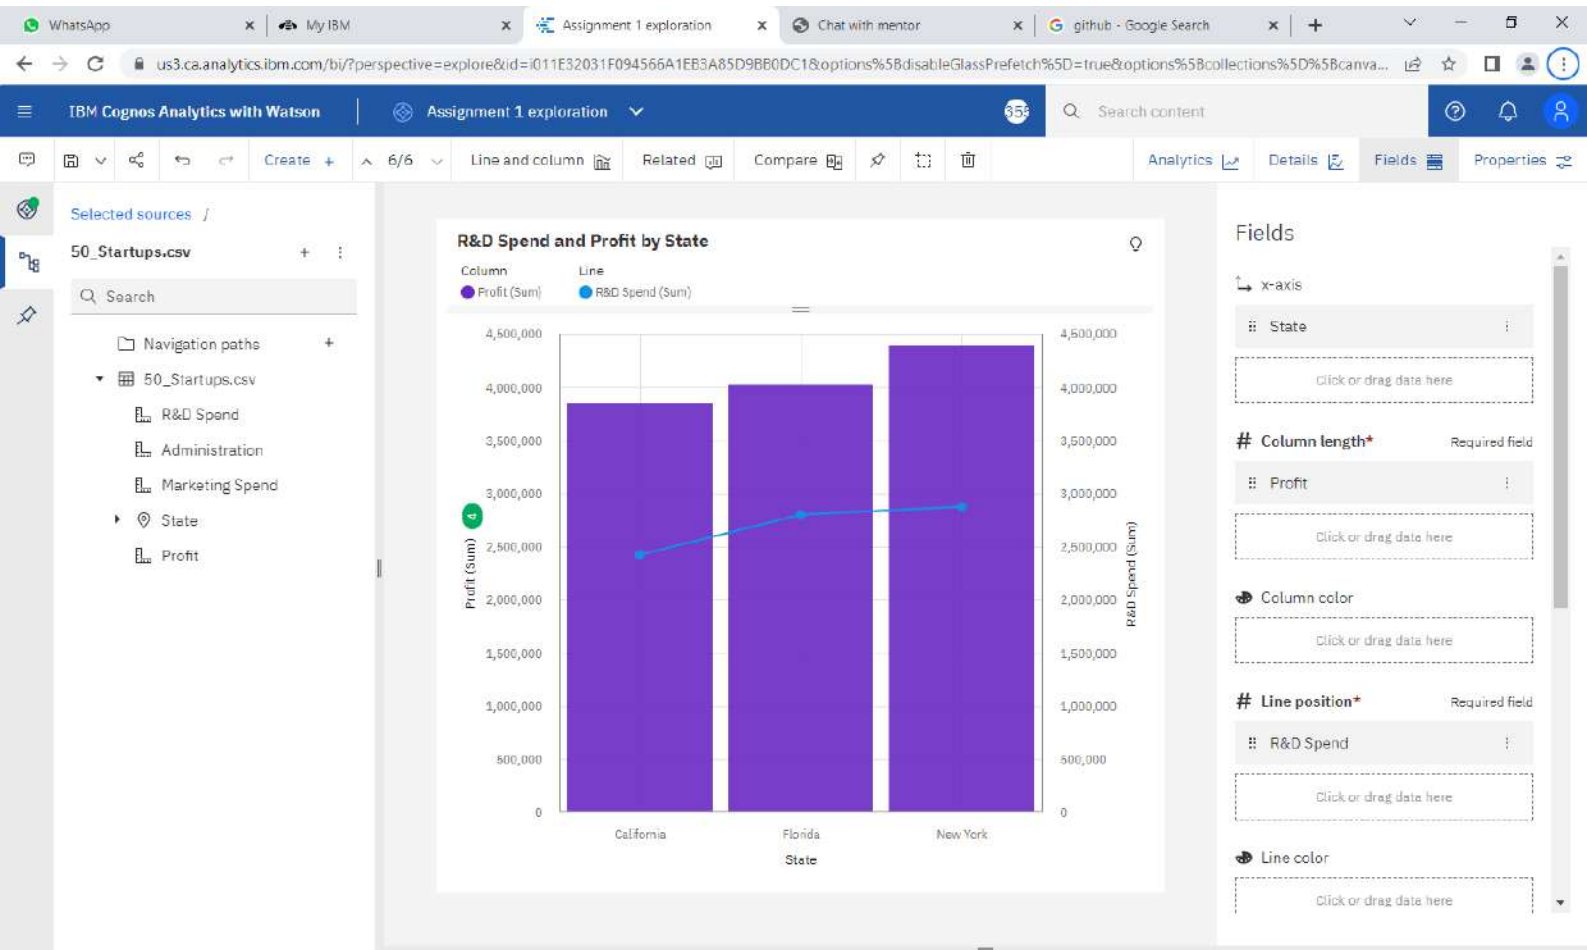 WhatsApp
My IBM
Assignment 1 exploration
Chat with mentor
github - Google Search
us3.ca.analytics.ibm.com/bi/?perspective=explore&id=i011E32031F094566A1EB3A85D9BB0DC1&options%5BdisableGlassPrefetch%5D=true&options%5Bcollections%5D%5Bcanva...
IBM Cognos Analytics with Watson
Assignment 1 exploration
Search content
Create +
6/6
Line and column
Related
Compare
Analytics
Details
Fields
Properties
Selected sources /
50_Startups.csv
Search
Navigation paths
50_Startups.csv
R&D Spend
Administration
Marketing Spend
State
Profit
R&D Spend and Profit by State
Column
Line
Profit (Sum)
R&D Spend (Sum)
4,500,000
4,000,000
3,500,000
3,000,000
2,500,000
2,000,000
1,500,000
1,000,000
500,000
0
Profit (Sum)
4,500,000
4,000,000
3,500,000
3,000,000
2,500,000
2,000,000
1,500,000
1,000,000
500,000
0
R&D Spend (Sum)
California
Florida
New York
State
Fields
x-axis
State
Click or drag data here
# Column length* Required field
Profit
Click or drag data here
Column color
Click or drag data here
# Line position* Required field
R&D Spend
Click or drag data here
Line color
Click or drag data here